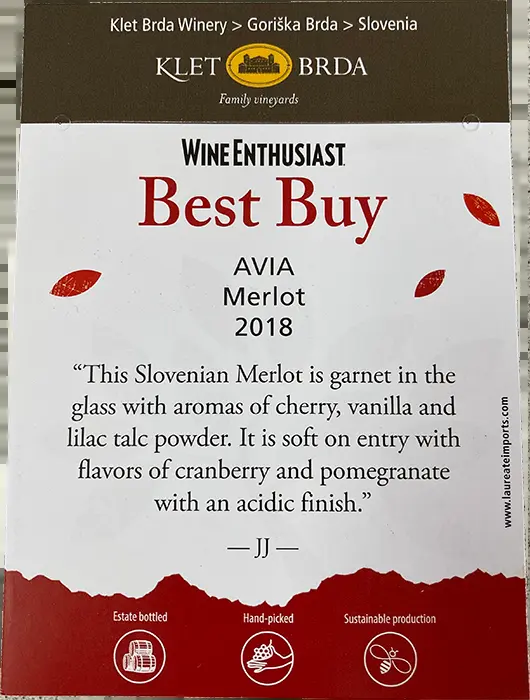 Klet Brda Winery > Goriška Brda > Slovenia
KLET BRDA
Family vineyards
WINEENTHUSIAST
Best Buy
AVIA
Merlot
2018
“This Slovenian Merlot is garnet in the
glass with aromas of cherry, vanilla and
lilac talc powder. It is soft on entry with
flavors of cranberry and pomegranate
with an acidic finish.”
— JJ —
www.laureateimports.com
Estate bottled
Hand-picked
Sustainable production